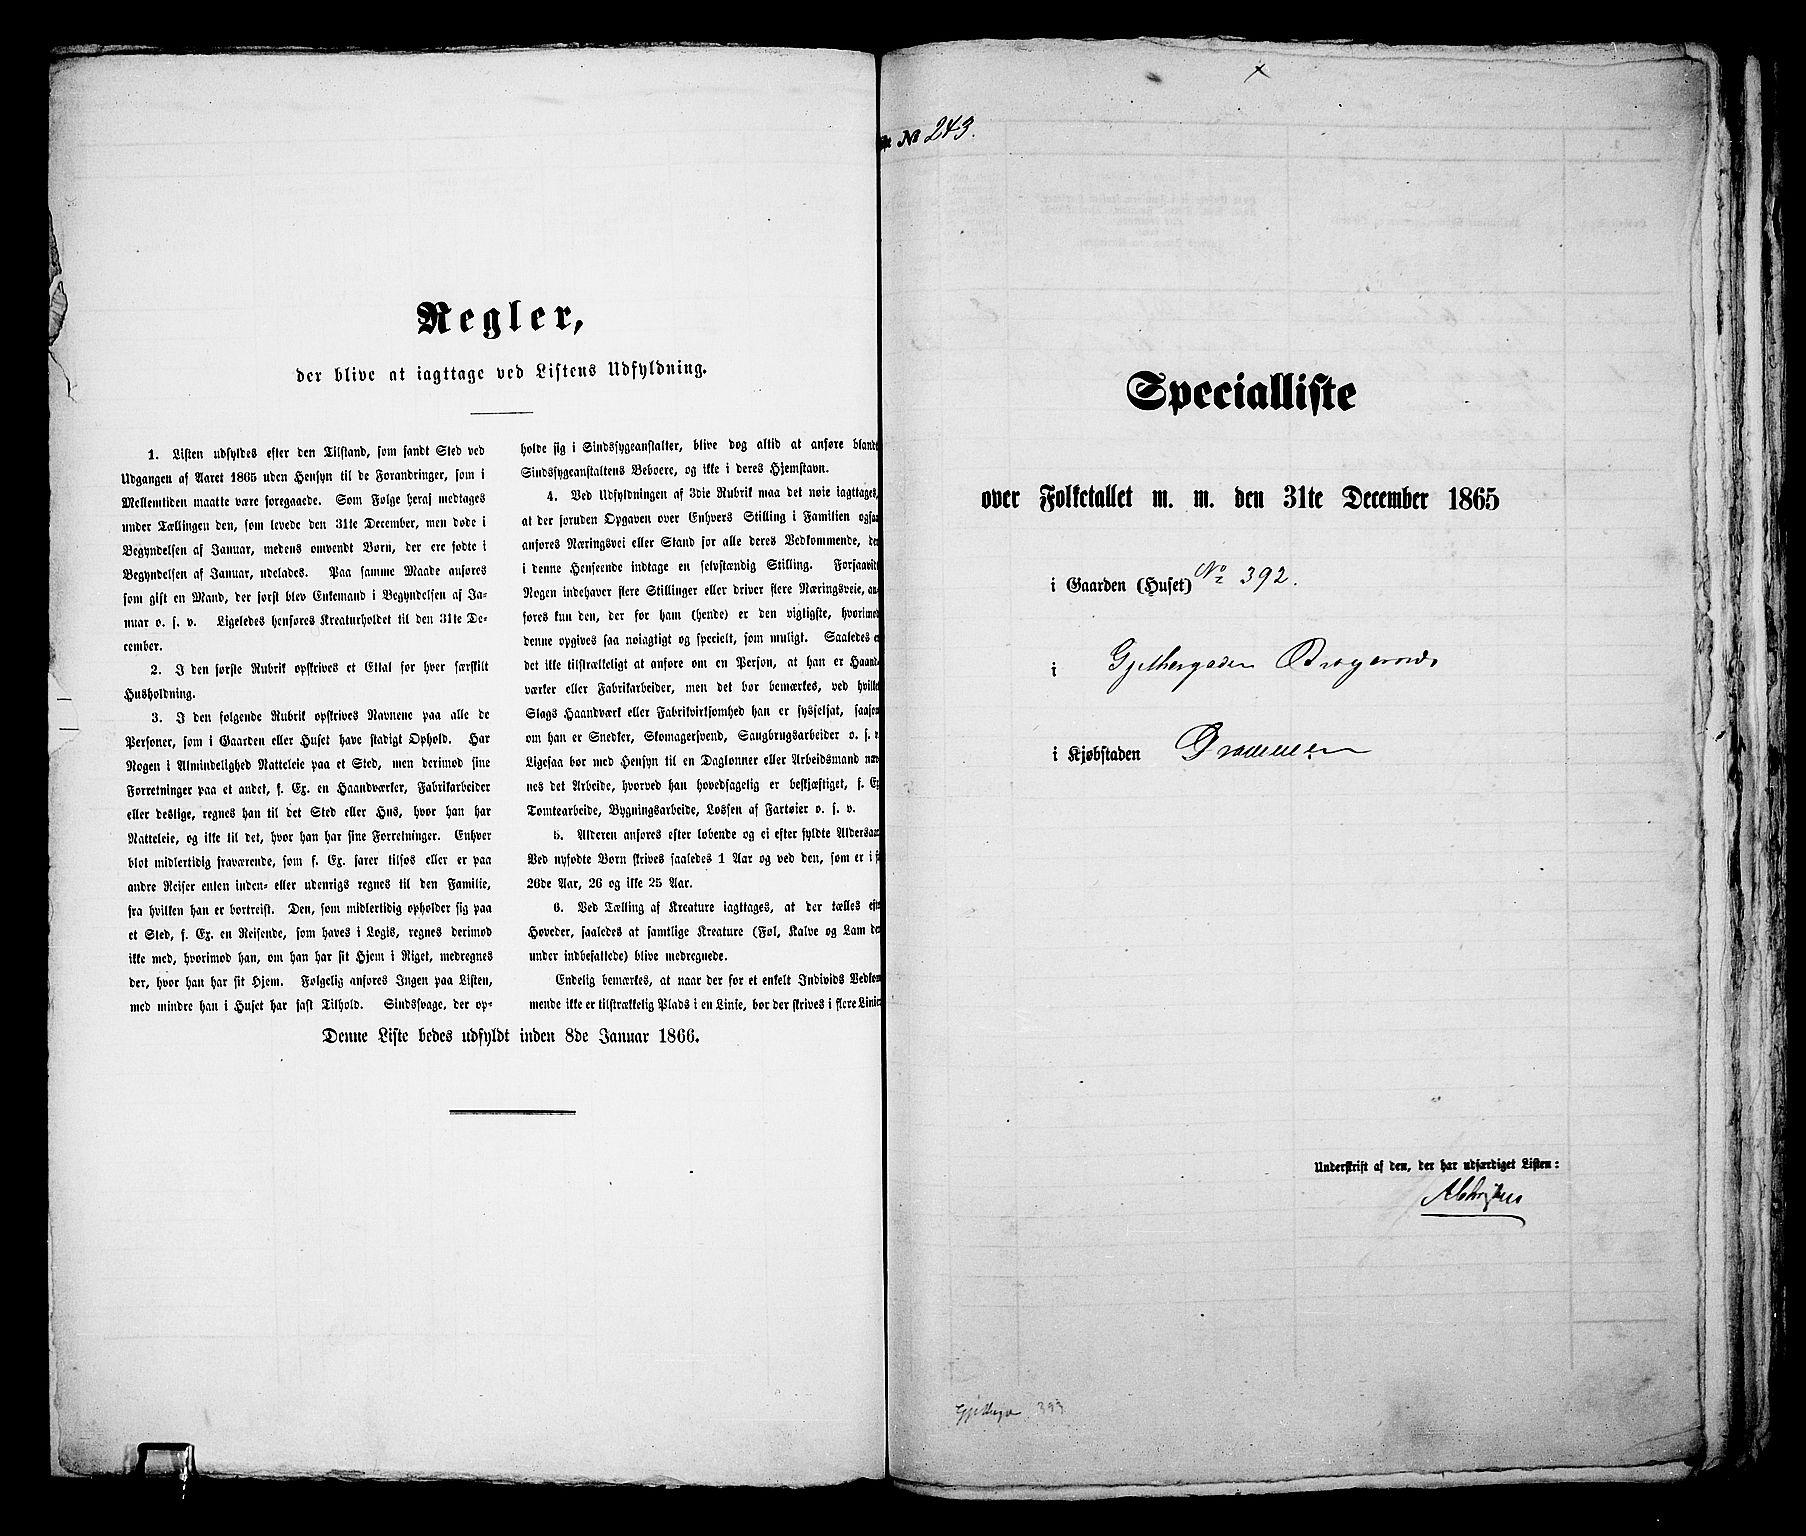 Regler,
der blive at iagttage ved Listens Udfyldning.
1. Listen udfyldes efter den Tilstand, som fandt Sted ved
Udgangen af Aaret 1865 uden Hensyn til de Forandringer, som i
Mellemtiden maatte være foregaaede. Som Følge heraf medtages
under Tællingen den, som levede den 31te December, men døde i
Begyndelsen af Januar, medens omvendt Børn, der ere fødte i
Begyndelsen af Januar, udelades. Paa samme Maade anføres
som gift en Mand, der først blev Enkemand i Begyndelsen af Ja-
nuar o. s. v. Ligeledes henføres Kreaturholdet til den 31te De-
cember.
2. I den første Rubrik opskrives et Ettal for hver særskilt
Husholdning.
3. I den følgende Rubrik opskrives Navnene paa alle de
Personer, som i Gaarden eller Huset have stadigt Ophold. Har
Nogen i Almindelighed Natteleie paa et Sted, men derimod sine
Forretninger paa et andet, f. Ex. en Haandværker, Fabrikarbeider
eller deslige, regnes han til det Sted eller Hus, hvor han har
Natteleie, og ikke til det, hvor han har sine Forretninger. Enhver
blot midlertidig fraværende, som f. Ex. farer tilsøs eller er paa
andre Reiser enten inden- eller udenrigs regnes til den Familie,
fra hvilken han er bortreist. Den, som midlertidig opholder sig paa
et Sted, f. Ex. en Reisende, som haves i Logis, regnes derimod
ikke med, hvorimod han, om han har sit Hjem i Riget, medregnes
der, hvor han har sit Hjem. Følgelig anføres Ingen paa Listen,
med mindre han i Huset har fast Tilhold. Sindssvage, der op-
holde sig i Sindssygeanstalter, blive dog altid at anføre blandt
Sindssygeanstaltens Beboere, og ikke i deres Hjemstavn.
4. Ved Udfyldningen af 3die Rubrik maa det nøie iagttages,
at der foruden Opgaven over Enhvers Stilling i Familien ogsaa
anføres Næringsvei eller Stand for alle deres Vedkommende, de
i denne Henseende indtage en selvstændig Stilling. Forsaavidt
Nogen indehaver flere Stillinger eller driver flere Næringsveie, an-
føres kun den, der for ham (hende) er den vigtigste, hvorimod
denne opgives saa nøiagtigt og specielt, som muligt. Saaledes e
det ikke tilstrækkeligt at anføre om en Person, at han er Haand-
værker eller Fabrikarbeider, men det bør bemærkes, ved hvilket
Slags Haandværk eller Fabrikvirksomhed han er sysselsat, saasom
om han er Snedker, Skomagersvend, Saugbrugsarbeider o. s. v
Ligesaa bør med Hensyn til en Daglønner eller Arbeidsmand næv-
nes det Arbeide, hvorved han hovedsagelig er beskjæftiget, f. Ex
Tomtearbeide, Bygningsarbeide, Lossen af Fartøier o. s. v.
5. Alderen anføres efter løbende og ei efter fyldte Aldersaar
Ved nyfødte Børn skrives saaledes 1 Aar og ved den, som er i si
26de Aar, 26 og ikke 25 Aar.
6. Ved Tælling af Kreature iagttages, at der tælles efter
Hoveder, saaledes at samtlige Kreature (Føl, Kalve og Lam der
under indbefattede) blive medregnede.
Endelig bemærkes, at naar der for et enkelt Individs Vedkom
mende ikke er tilstrækkelig Plads i en Linie, bør der skrives i flere Linier
Denne Liste bedes udfyldt inden 8de Januar 1866.
№ 243.
Specialliste
over Folketallet m. m. den 31te December 1865
i Gaarden (Huset) No 392.
i Gjethergaden Bragernæs
i Kjøbstaden Drammen
Underskrift af den, der har udfærdiget Listen:
393